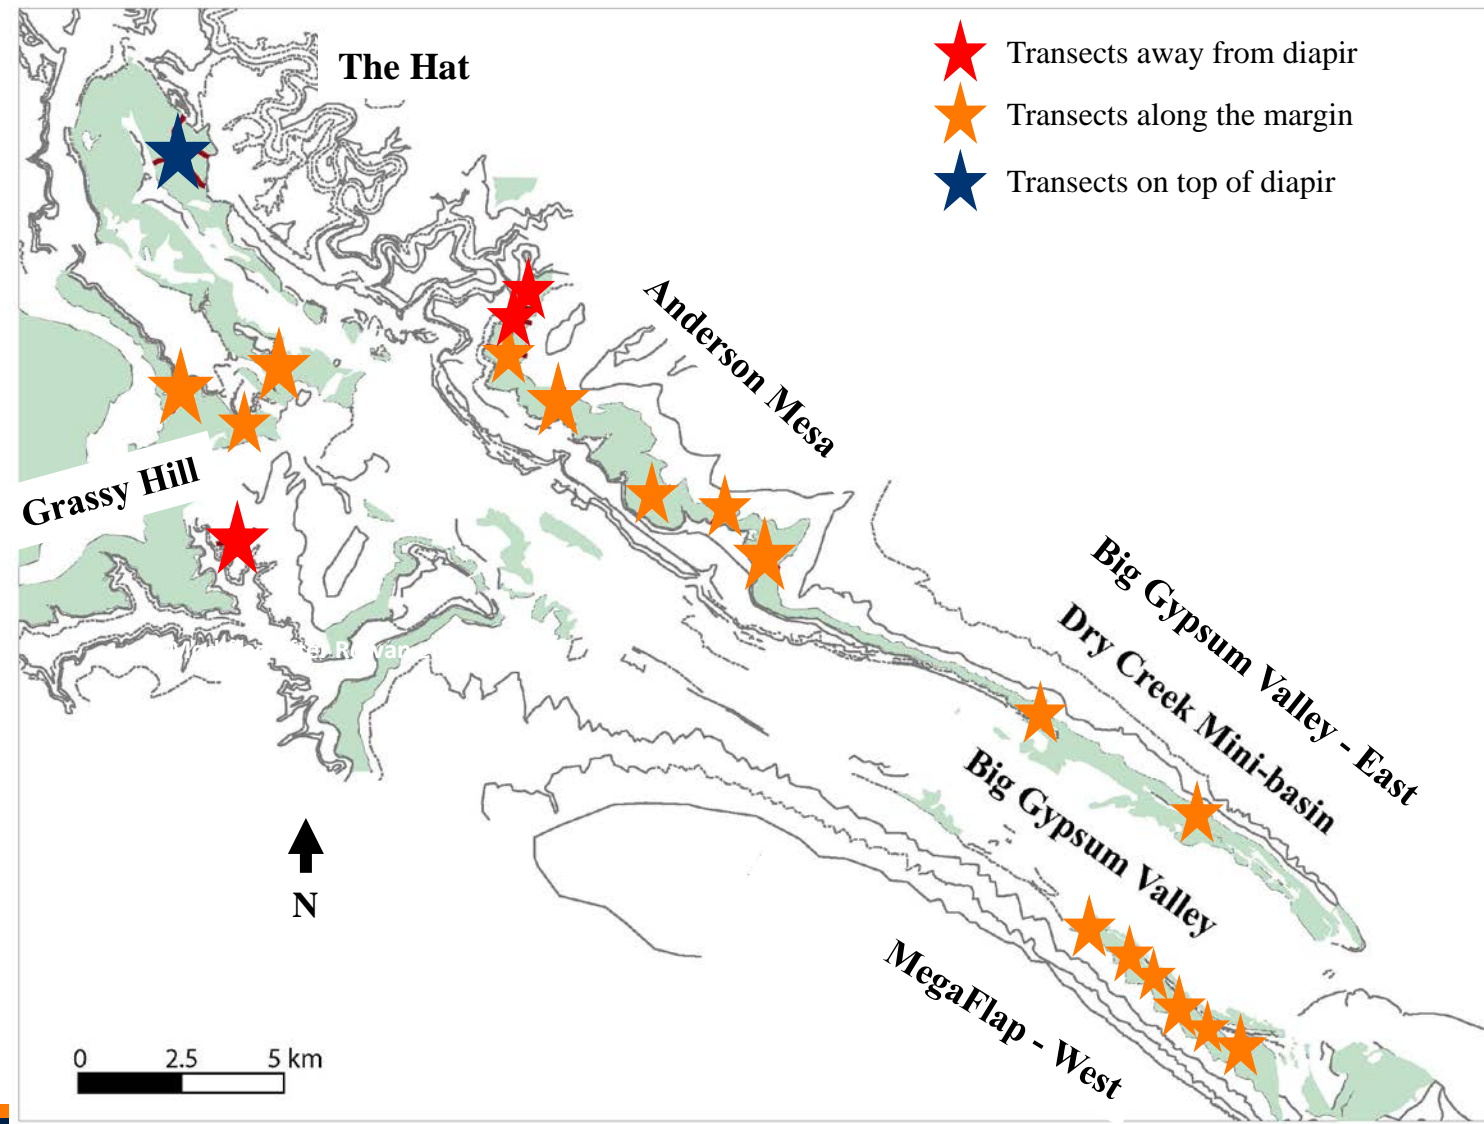 The Hat
Transects away from diapir
Transects along the margin
Transects on top of diapir
Anderson Mesa
Grassy Hill
Big Gypsum Valley - East
Dry Creek Mini-basin
Big Gypsum Valley
MegaFlap - West
N
0 2.5 5 km